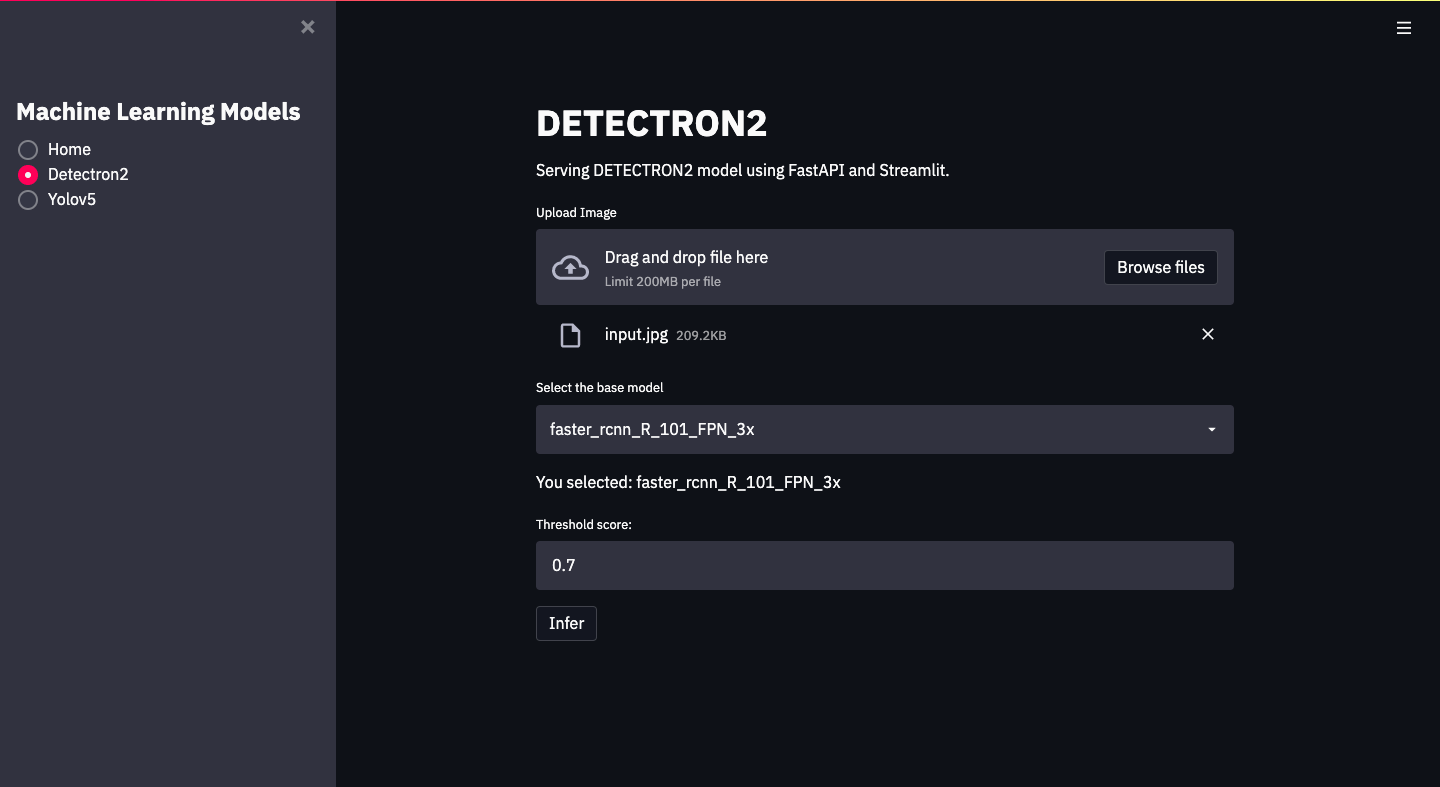 Machine Learning Models
Home
Detectron2
Yolov5
DETECTRON2
Serving DETECTRON2 model using FastAPI and Streamlit.
Upload Image
Drag and drop file here
Limit 200MB per file
Browse files
input.jpg 209.2KB
Select the base model
faster_rcnn_R_101_FPN_3x
You selected: faster_rcnn_R_101_FPN_3x
Threshold score:
0.7
Infer